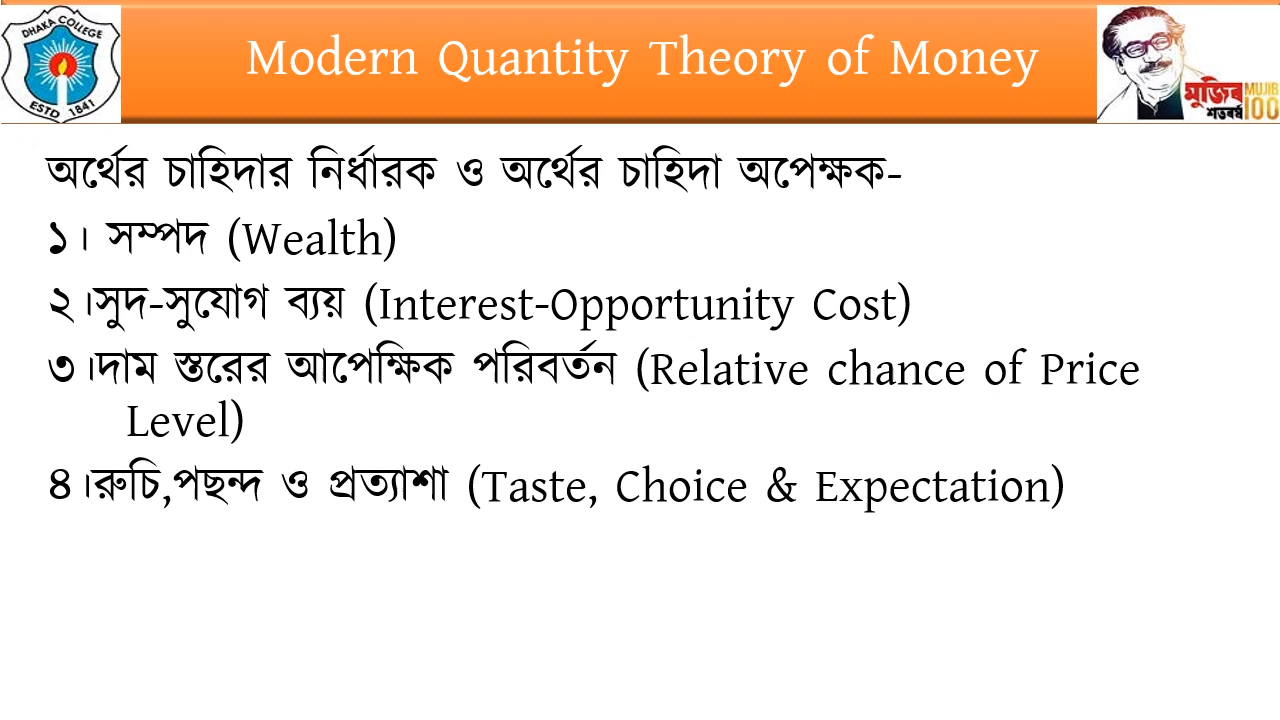 DHAKA COLLEGE
ESTD 1841
Modern Quantity Theory of Money
মুজিব MUJIB
শতবর্ষ 100
অর্থের চাহিদার নির্ধারক ও অর্থের চাহিদা অপেক্ষক-
১। সম্পদ (Wealth)
২।সুদ-সুযোগ ব্যয় (Interest-Opportunity Cost)
৩।দাম স্তরের আপেক্ষিক পরিবর্তন (Relative chance of Price
Level)
৪।রুচি,পছন্দ ও প্রত্যাশা (Taste, Choice & Expectation)